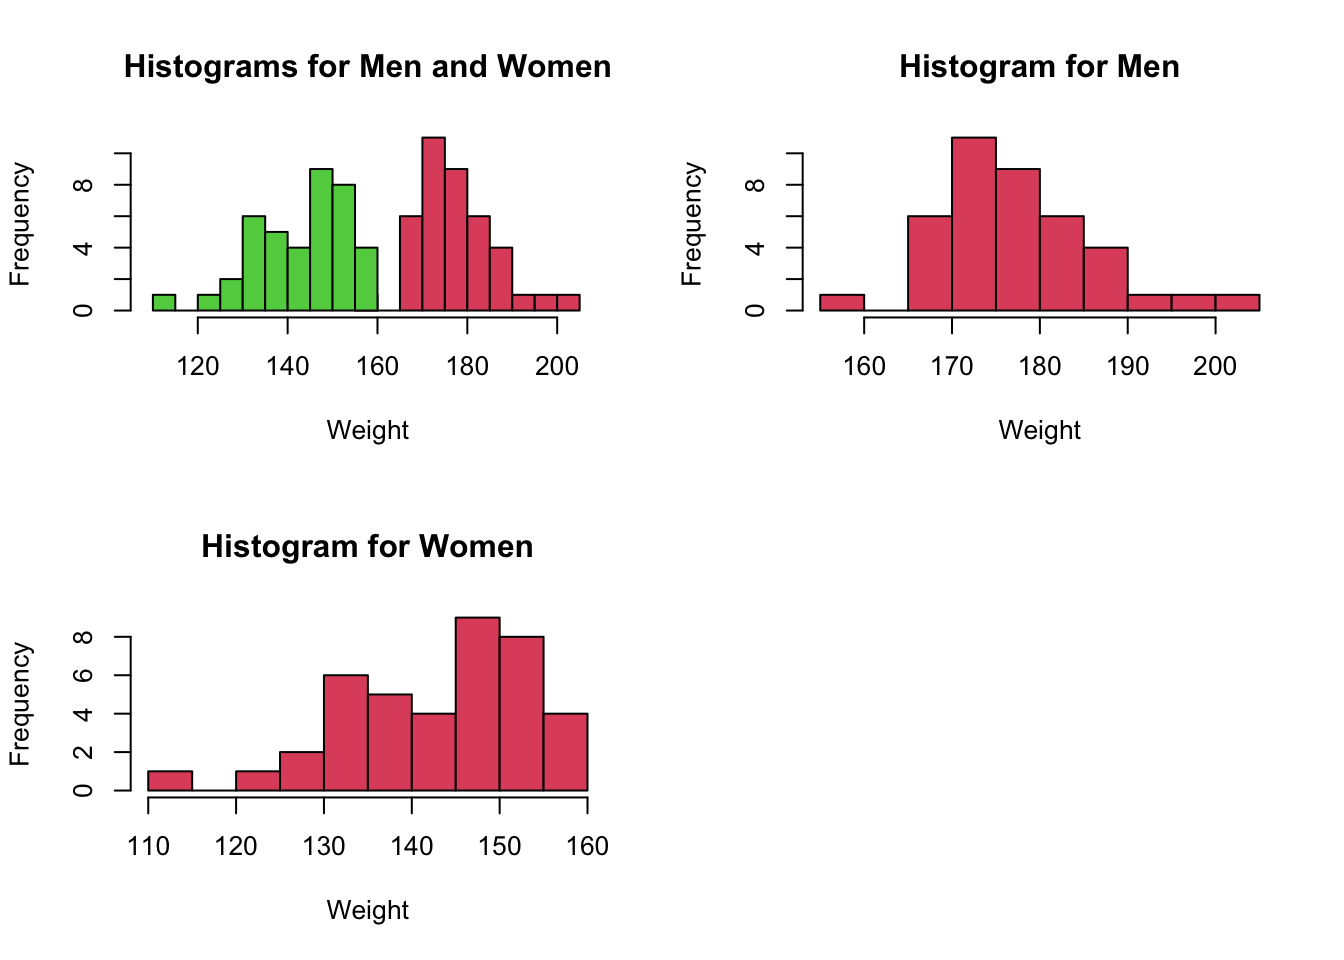 Histograms for Men and Women
Frequency
0 4 8
120 140 160 180 200
Weight
Histogram for Men
Frequency
0 4 8
160 170 180 190 200
Weight
Histogram for Women
Frequency
0 2 4 6 8
110 120 130 140 150 160
Weight